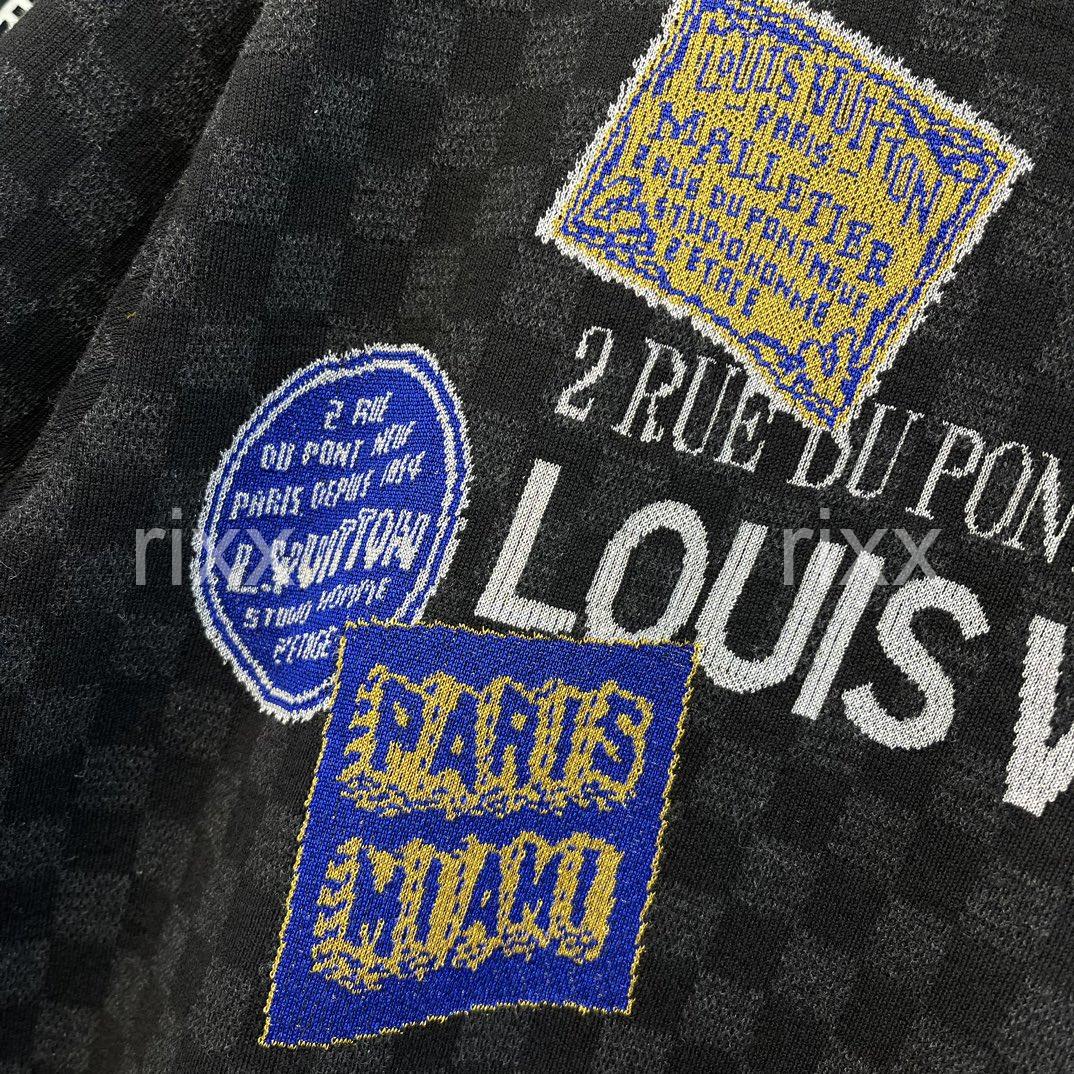 LOUIS VUITTON
– PARIS –
MALLETIER
2 RUE DU PONT NEUF
STUDIO HOMME
2 RUE DU PON
LOUIS V
2 RUE
DU PONT NEUF
PARIS DEPUIS 1854
L.VUITTON
HOMME
PARIS
MIAMI
rixx
rixx